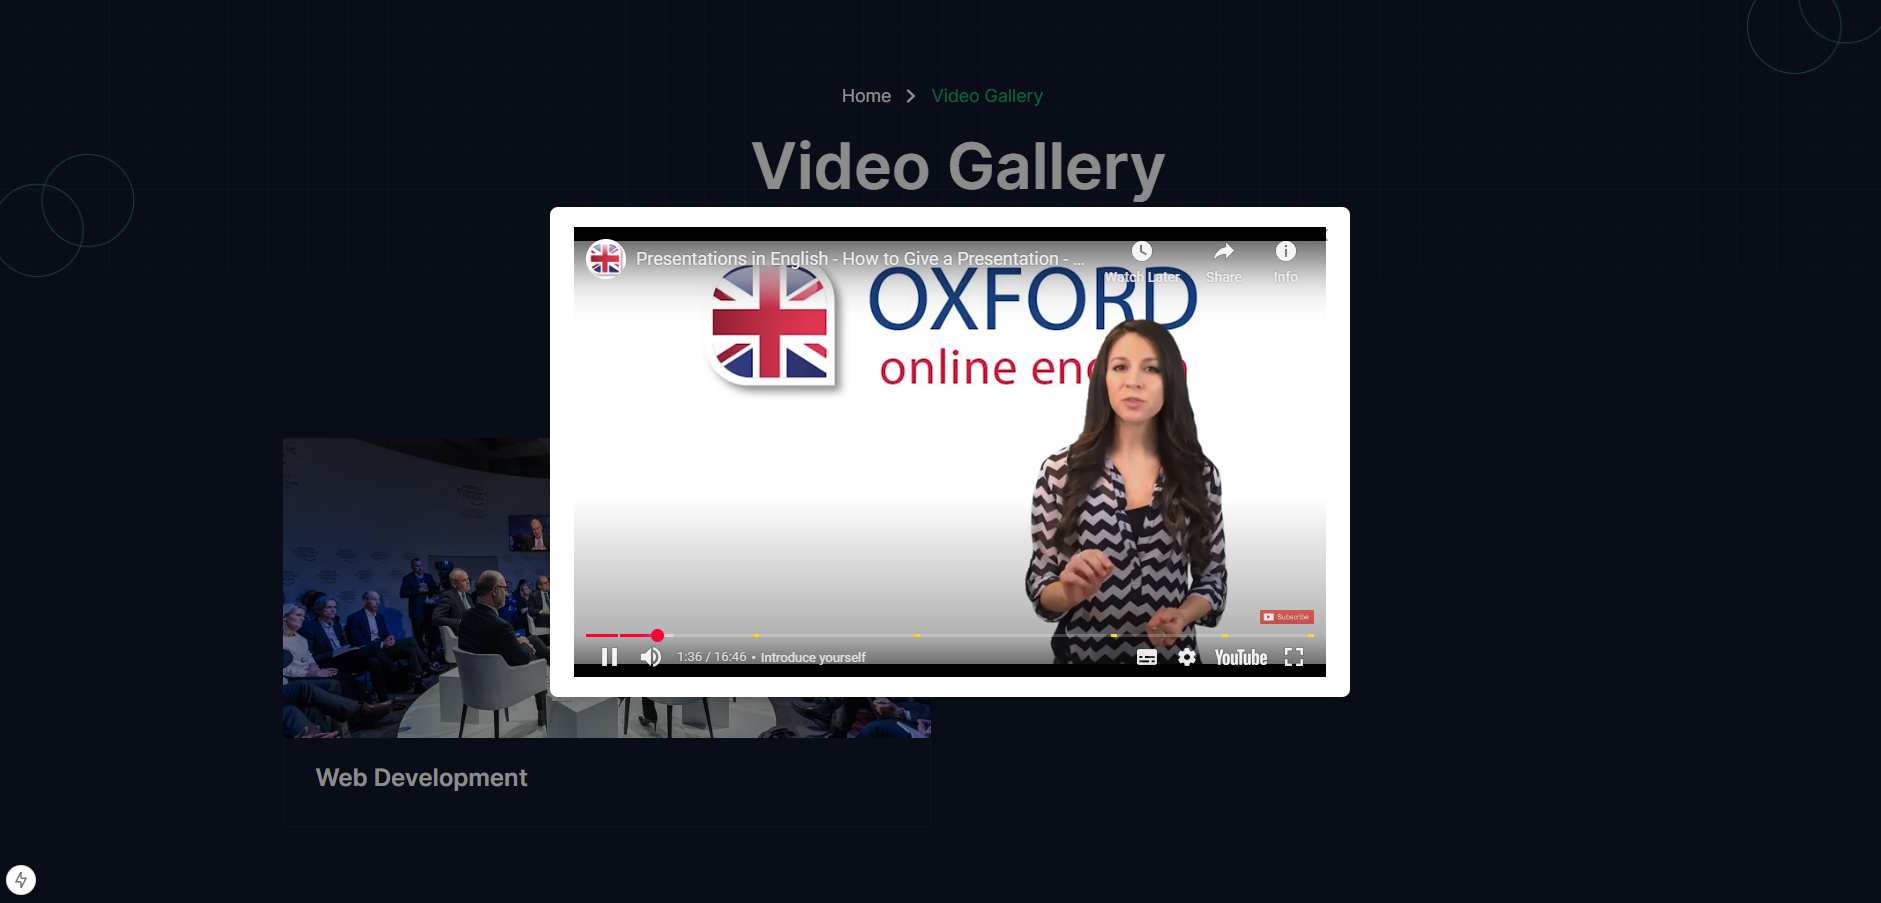 Home > Video Gallery
Video Gallery
Presentations in English - How to Give a Presentation - ...
Watch Later
Share
Info
OXFORD
online en
Subscribe
1:36 / 16:46 • Introduce yourself
YouTube
Web Development